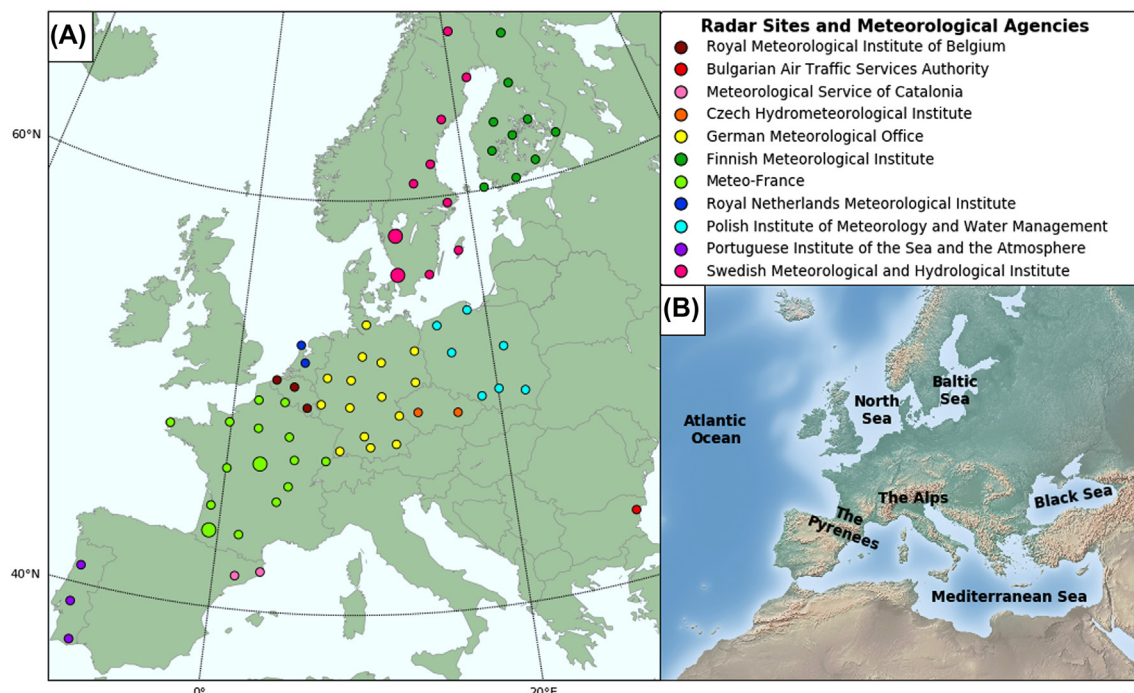 (A)
60°N
40°N
0°
20°E
Radar Sites and Meteorological Agencies
Royal Meteorological Institute of Belgium
Bulgarian Air Traffic Services Authority
Meteorological Service of Catalonia
Czech Hydrometeorological Institute
German Meteorological Office
Finnish Meteorological Institute
Meteo-France
Royal Netherlands Meteorological Institute
Polish Institute of Meteorology and Water Management
Portuguese Institute of the Sea and the Atmosphere
Swedish Meteorological and Hydrological Institute
(B)
Atlantic
Ocean
North
Sea
Baltic
Sea
The Alps
Black Sea
The
Pyrenees
Mediterranean Sea